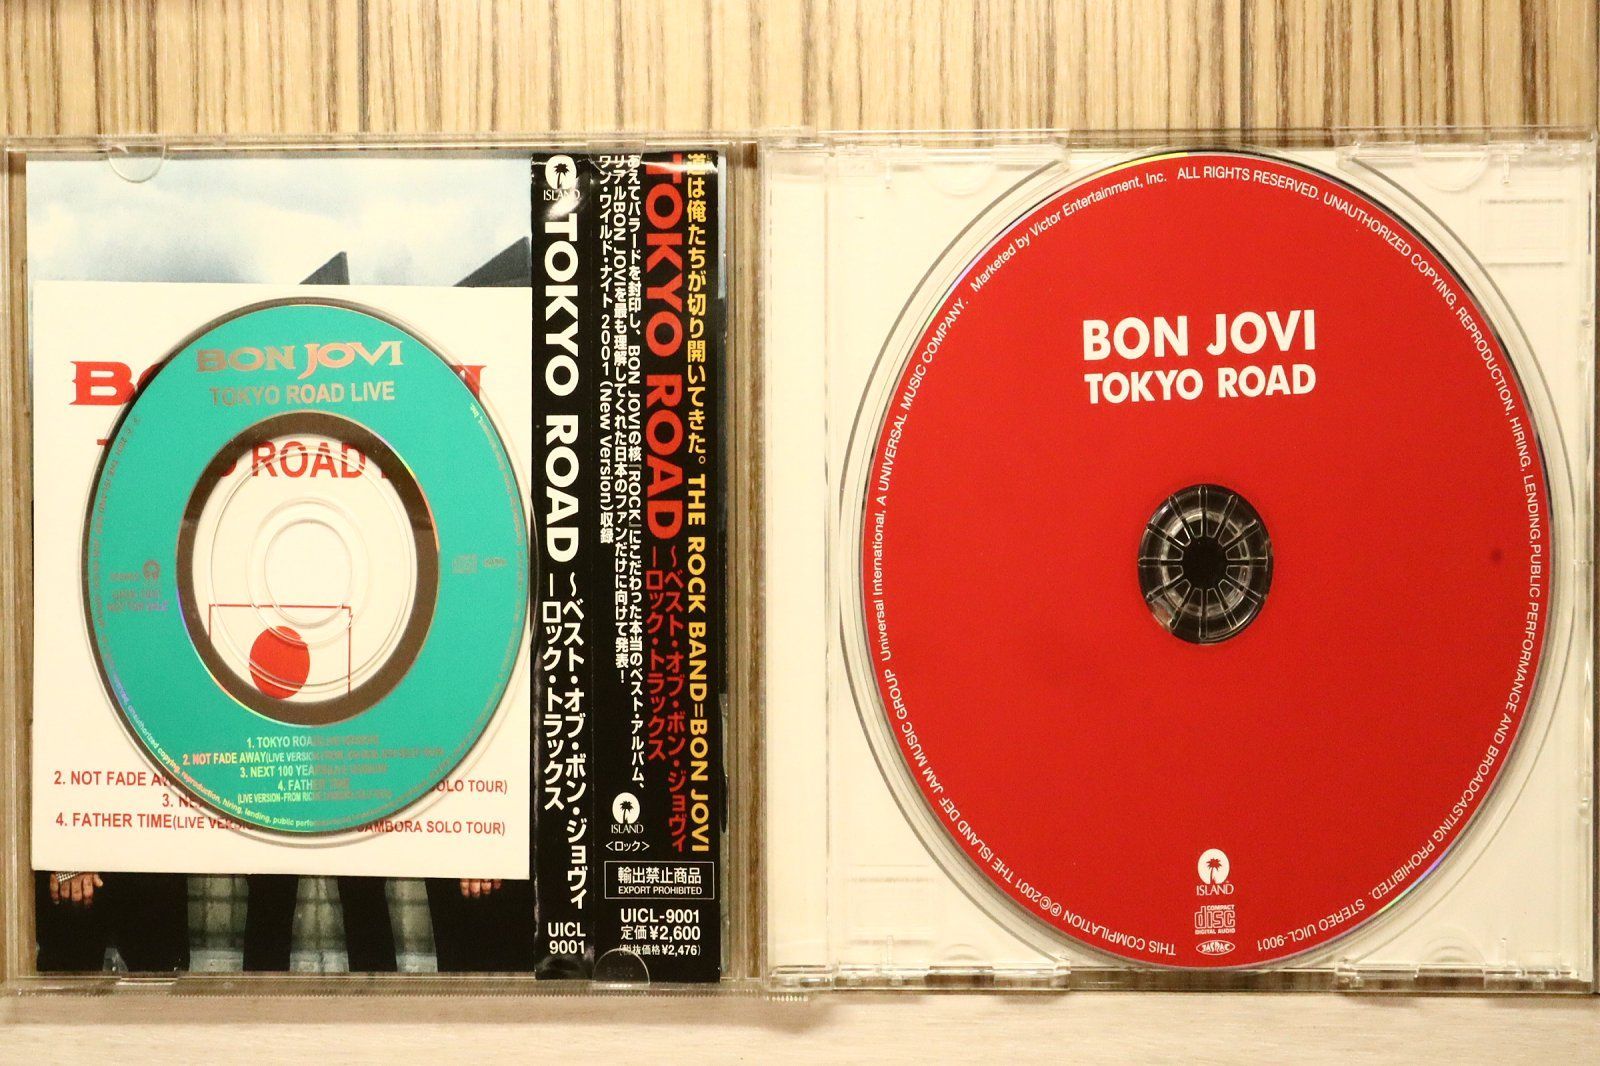 BON JOVI
TOKYO ROAD LIVE
1. TOKYO ROAD
2. NOT FADE AWAY(LIVE VERSION
3. NEXT 100 YEARS
4. FATHER TIME
(LIVE VERSION-FROM RICHIE SAMBORA
ROAD
2. NOT FADE
SOLO TOUR)
3.
4. FATHER TIME(LIVE VERSION
SAMBORA SOLO TOUR)
ISLAND
TOKYO ROAD ～ベスト・オブ・ボン・ジョヴィ
―ロック・トラックス
UICL
9001
道は俺たちが切り開いてきた。THE ROCK BAND=BON JOVI
TOKYO ROAD ～ベスト・オブ・ボン・ジョヴィ
―ロック・トラックス
あえてバラードを封印し、BON JOVIの核『ROCK』にこだわった本当のベスト・アルバム、
リアルBON JOVIを最も理解してくれた日本のファンだけに向けて発表！
ワン・ワイルド・ナイト 2001 (New Version)収録
ISLAND
<ロック>
輸出禁止商品
EXPORT PROHIBITED
UICL-9001
定価¥2,600
(税抜価格¥2,476)
BON JOVI
TOKYO ROAD
ISLAND
COMPACT
disc
DIGITAL AUDIO
JASRAC
THIS COMPILATION ℗©2001 THE ISLAND DEF JAM MUSIC GROUP Universal International, A UNIVERSAL MUSIC COMPANY. Marketed by Victor Entertainment, Inc. ALL RIGHTS RESERVED. UNAUTHORIZED COPYING, REPRODUCTION, HIRING, LENDING,PUBLIC PERFORMANCE AND BROADCASTING PROHIBITED. STEREO UICL-9001